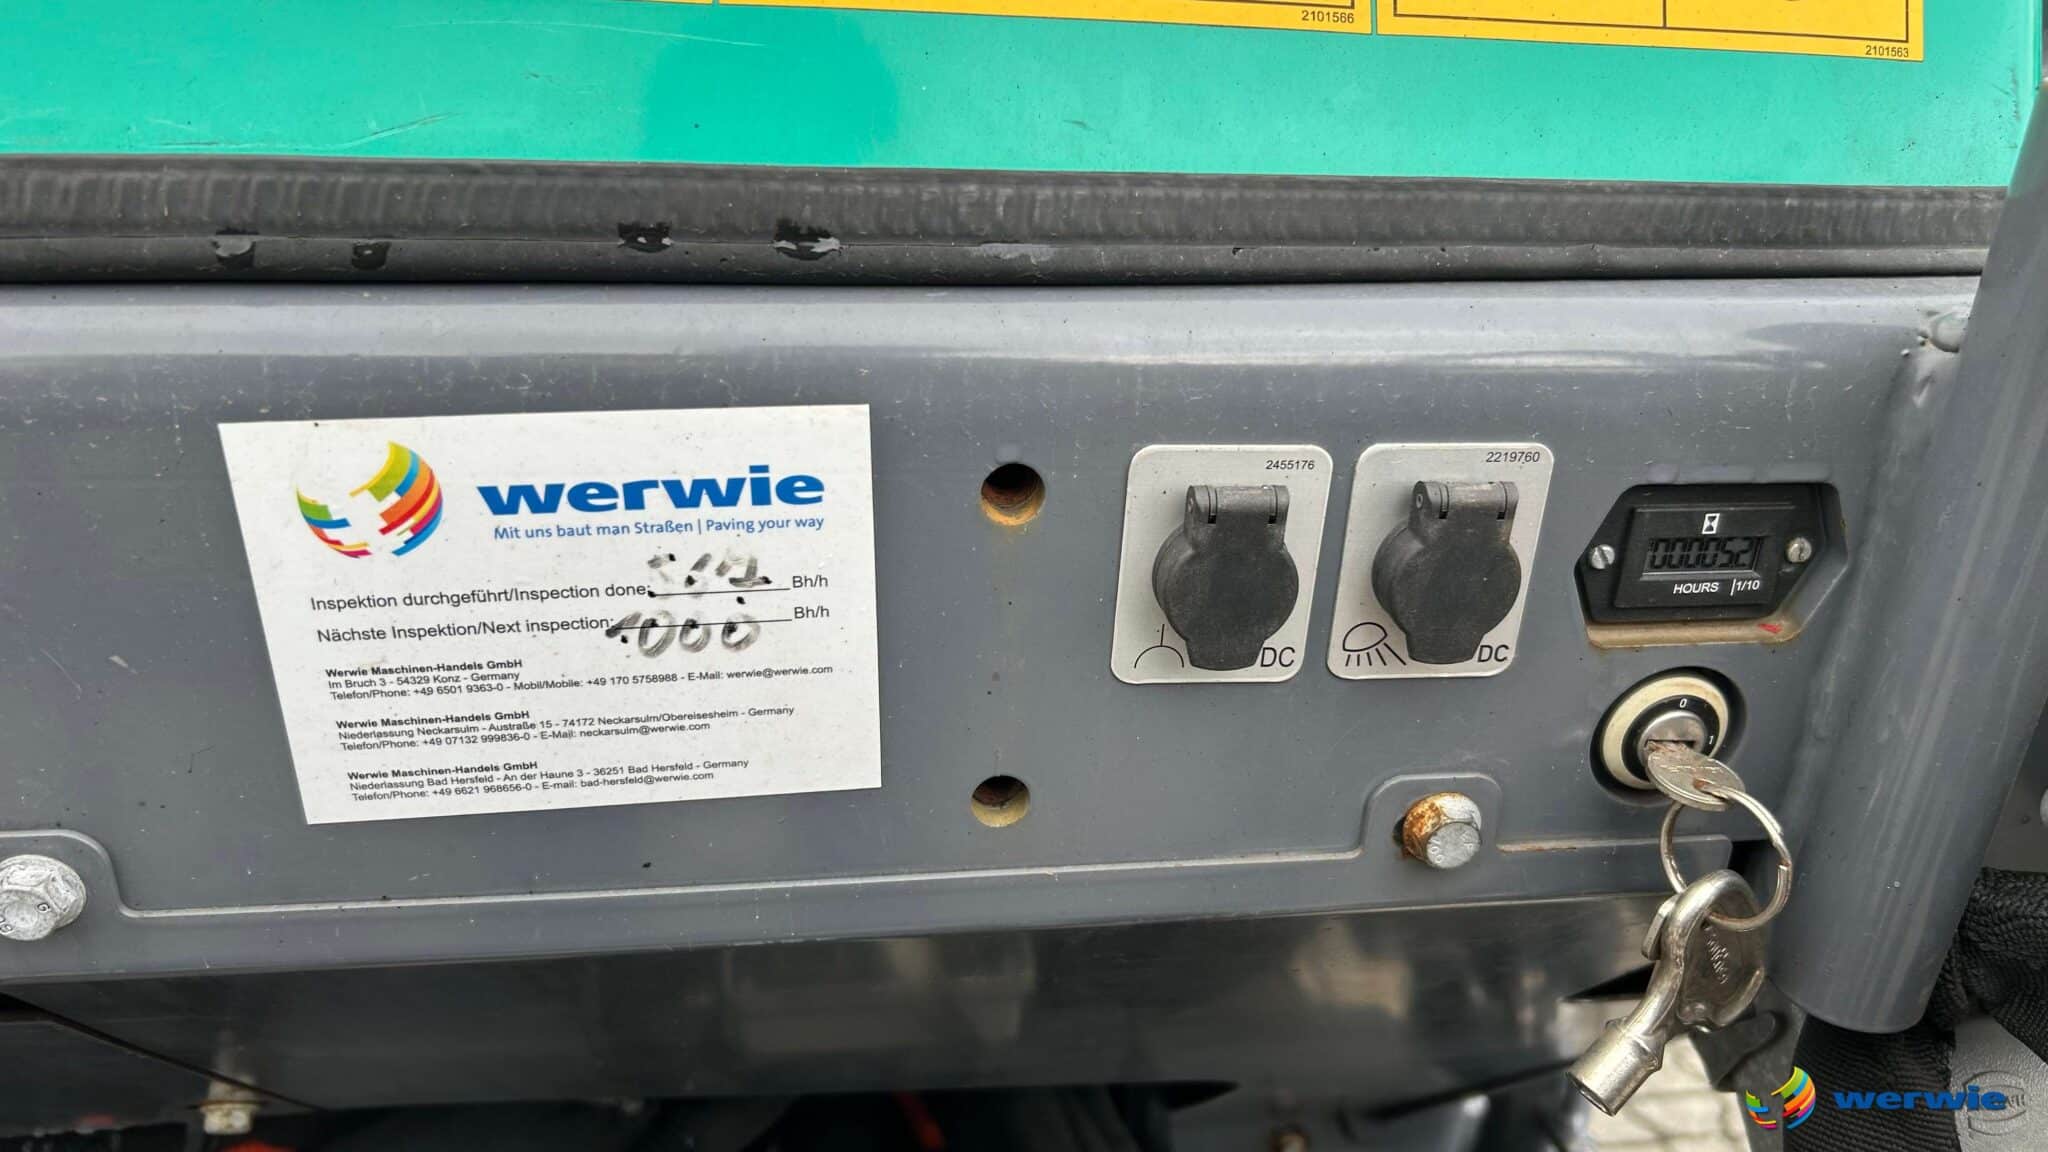 2101566
2101563
werwie
Mit uns baut man Straßen | Paving your way
Inspektion durchgeführt/Inspection done: 567 Bh/h
Nächste Inspektion/Next inspection: 1000 Bh/h
Werwie Maschinen-Handels GmbH
Im Bruch 3 - 54329 Konz - Germany
Telefon/Phone: +49 6501 9363-0 - Mobil/Mobile: +49 170 5758988 - E-Mail: werwie@werwie.com
Werwie Maschinen-Handels GmbH
Niederlassung Neckarsulm - Austraße 15 - 74172 Neckarsulm/Obereisesheim - Germany
Telefon/Phone: +49 07132 999836-0 - E-Mail: neckarsulm@werwie.com
Werwie Maschinen-Handels GmbH
Niederlassung Bad Hersfeld - An der Haune 3 - 36251 Bad Hersfeld - Germany
Telefon/Phone: +49 6621 968656-0 - E-mail: bad-hersfeld@werwie.com
2455176
DC
2219760
DC
0000052
HOURS 1/10
0
1
werwie